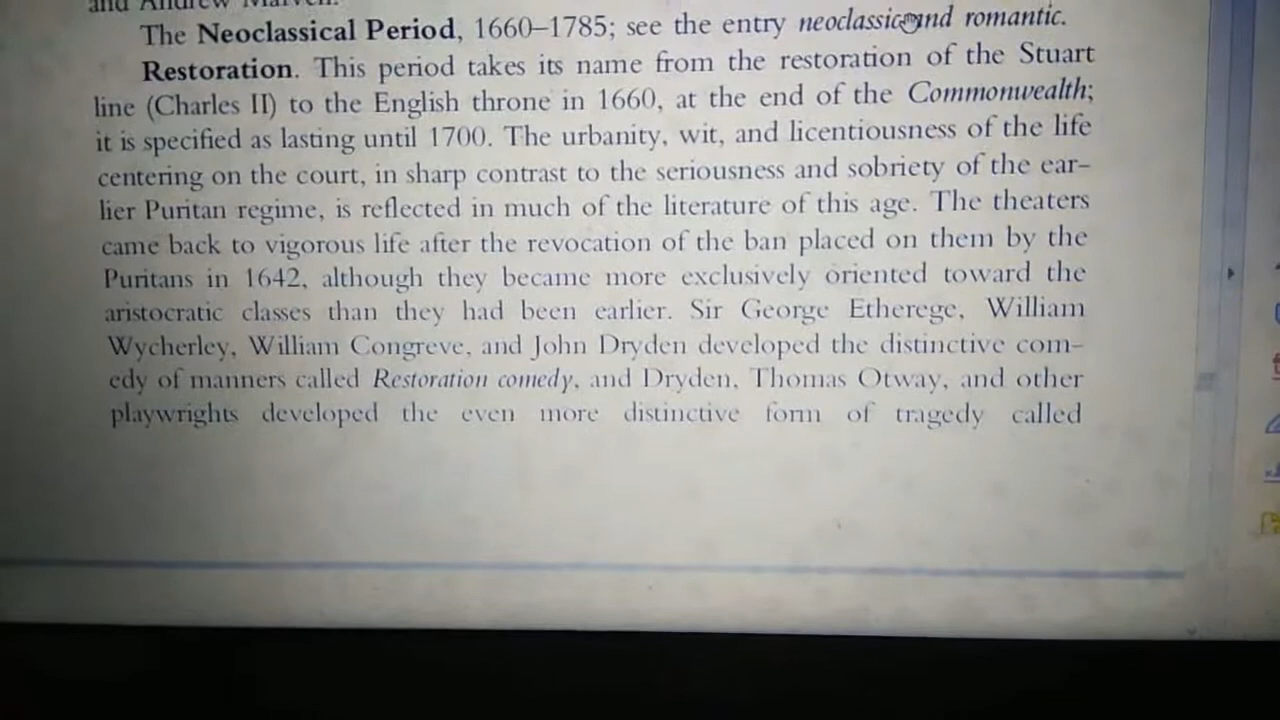 and Andrew Marvell.
The Neoclassical Period, 1660–1785; see the entry neoclassic and romantic.
Restoration. This period takes its name from the restoration of the Stuart
line (Charles II) to the English throne in 1660, at the end of the Commonwealth;
it is specified as lasting until 1700. The urbanity, wit, and licentiousness of the life
centering on the court, in sharp contrast to the seriousness and sobriety of the ear-
lier Puritan regime, is reflected in much of the literature of this age. The theaters
came back to vigorous life after the revocation of the ban placed on them by the
Puritans in 1642, although they became more exclusively oriented toward the
aristocratic classes than they had been earlier. Sir George Etherege, William
Wycherley, William Congreve, and John Dryden developed the distinctive com-
edy of manners called Restoration comedy, and Dryden, Thomas Otway, and other
playwrights developed the even more distinctive form of tragedy called